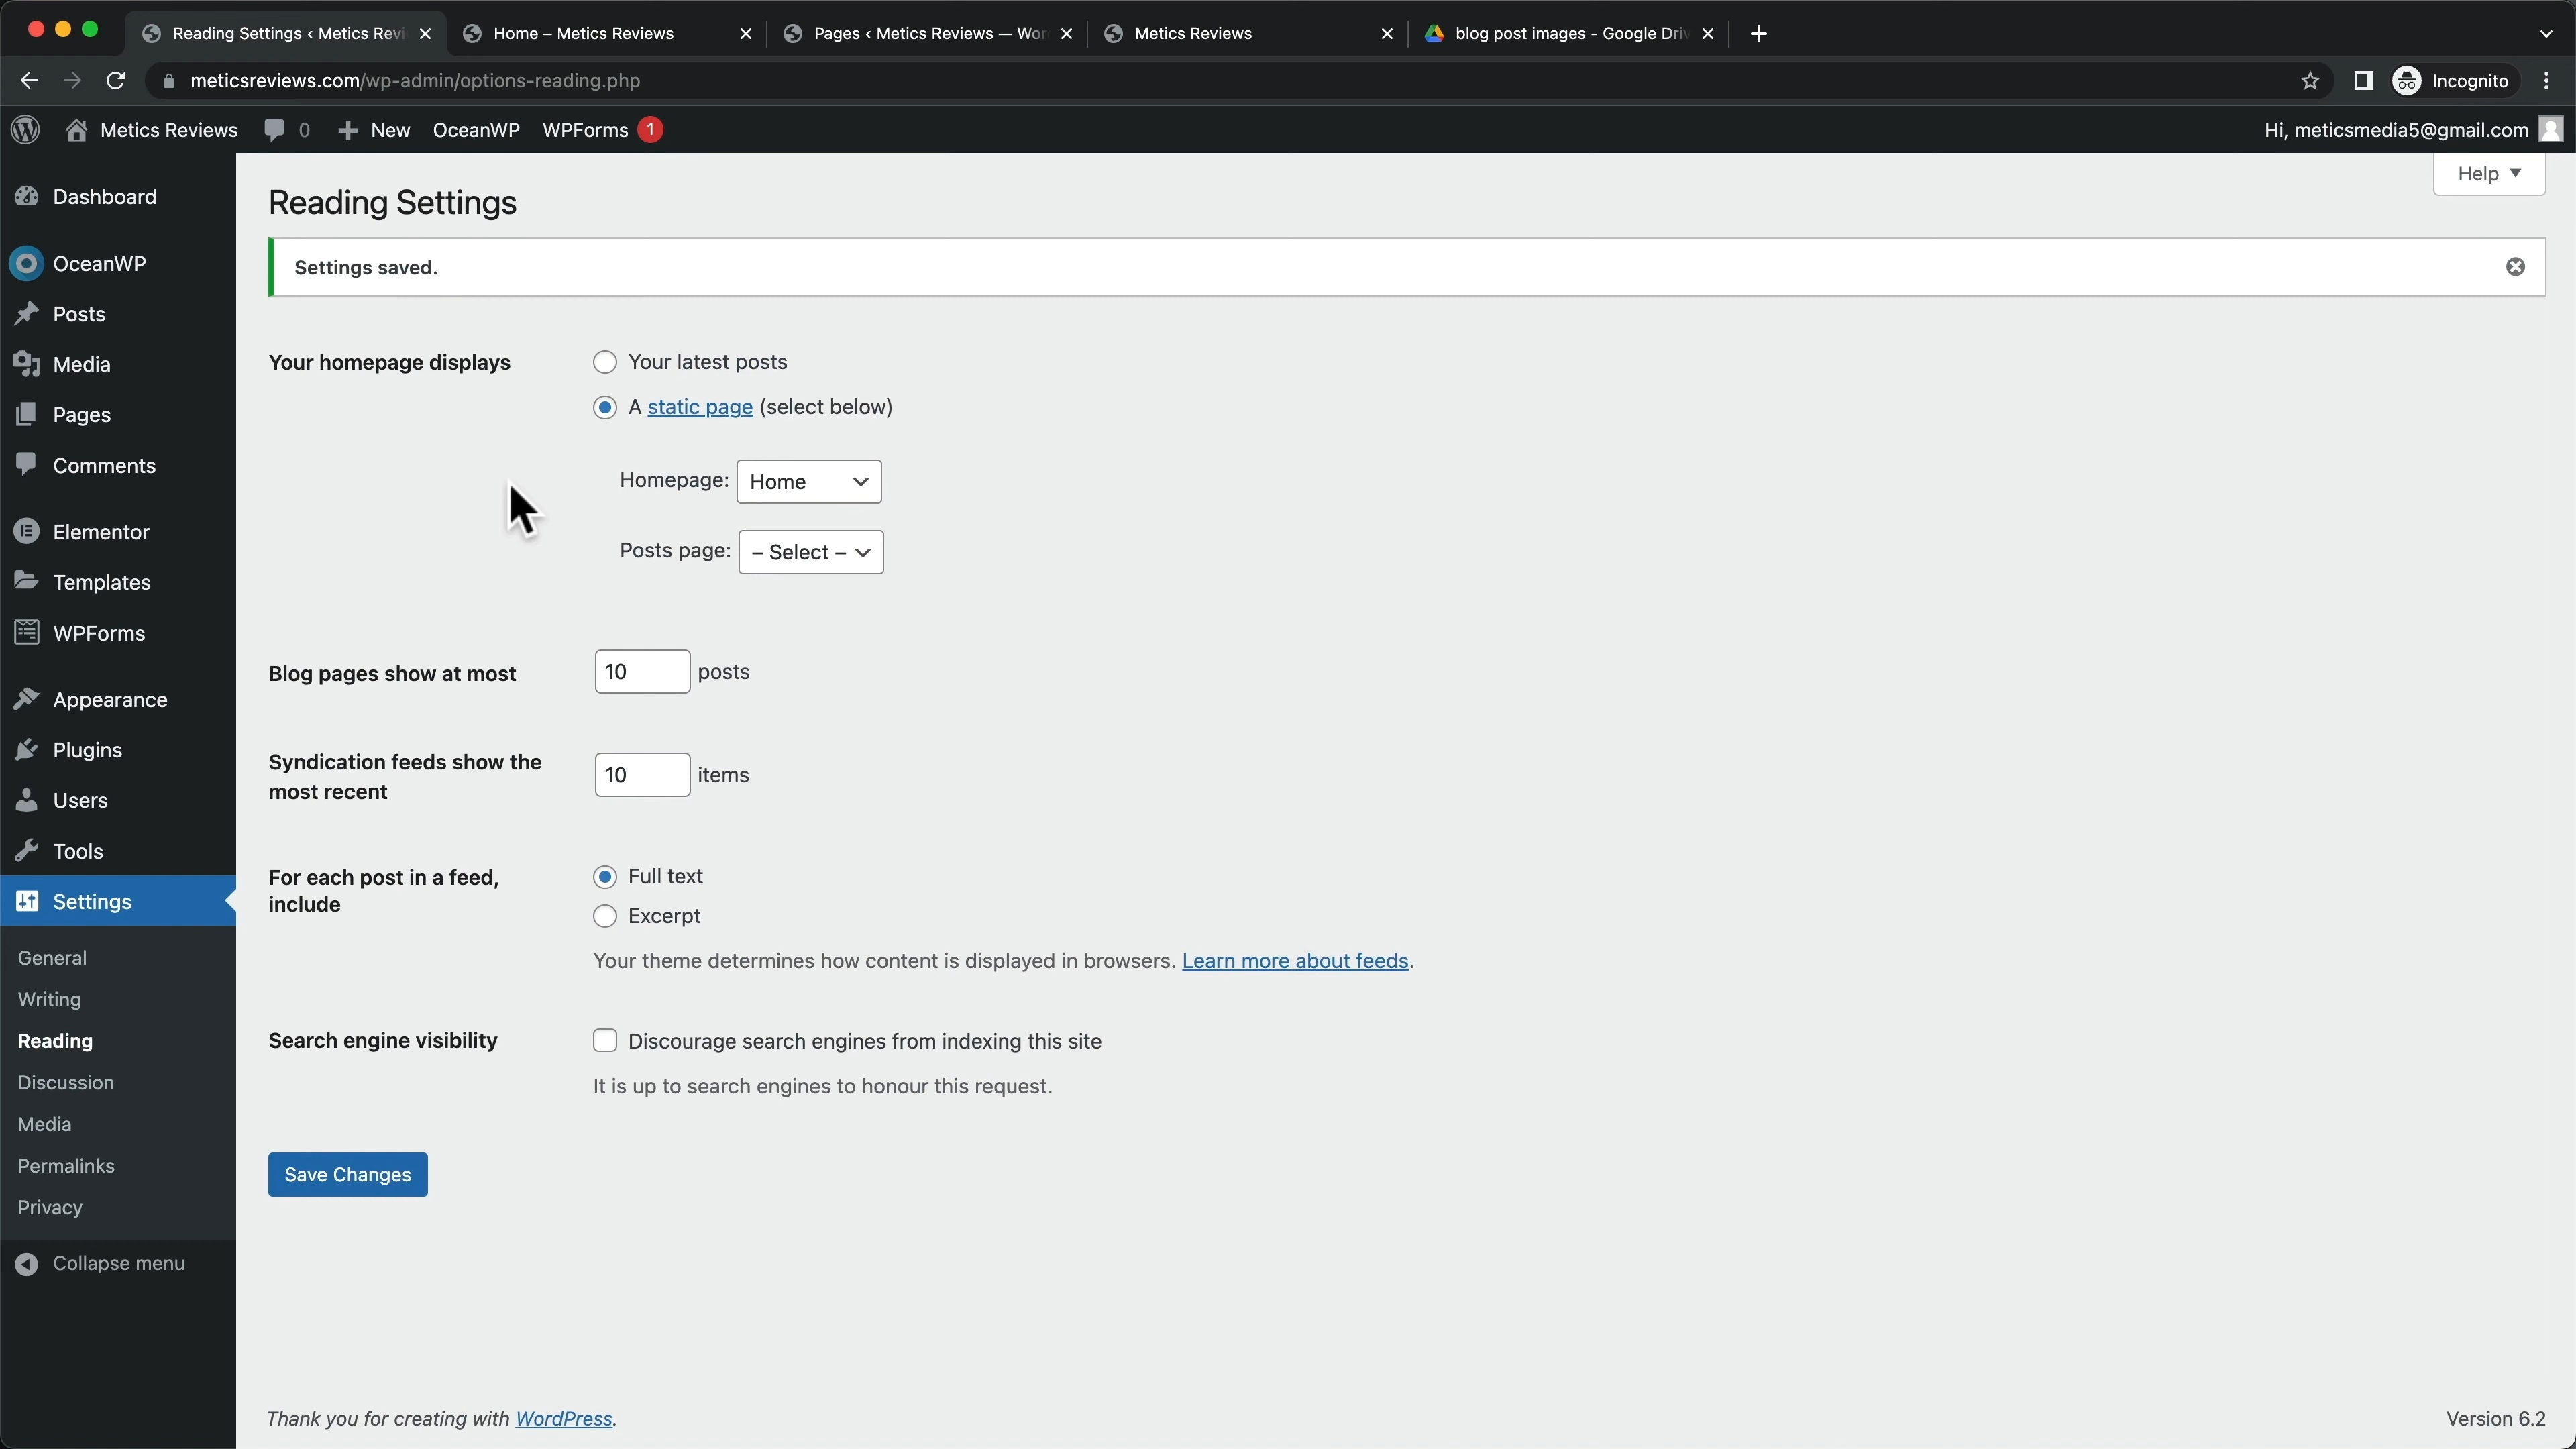 Reading Settings ‹ Metics Revi
Home – Metics Reviews
Pages ‹ Metics Reviews — Wor
Metics Reviews
blog post images - Google Driv
meticsreviews.com/wp-admin/options-reading.php
Incognito
Metics Reviews
0
New
OceanWP
WPForms
1
Hi, meticsmedia5@gmail.com
Dashboard
OceanWP
Posts
Media
Pages
Comments
Elementor
Templates
WPForms
Appearance
Plugins
Users
Tools
Settings
General
Writing
Reading
Discussion
Media
Permalinks
Privacy
Collapse menu
Help
Reading Settings
Settings saved.
Your homepage displays
Your latest posts
A static page (select below)
Homepage: Home
Posts page: – Select –
Blog pages show at most
10 posts
Syndication feeds show the
most recent
10 items
For each post in a feed,
include
Full text
Excerpt
Your theme determines how content is displayed in browsers. Learn more about feeds.
Search engine visibility
Discourage search engines from indexing this site
It is up to search engines to honour this request.
Save Changes
Thank you for creating with WordPress.
Version 6.2